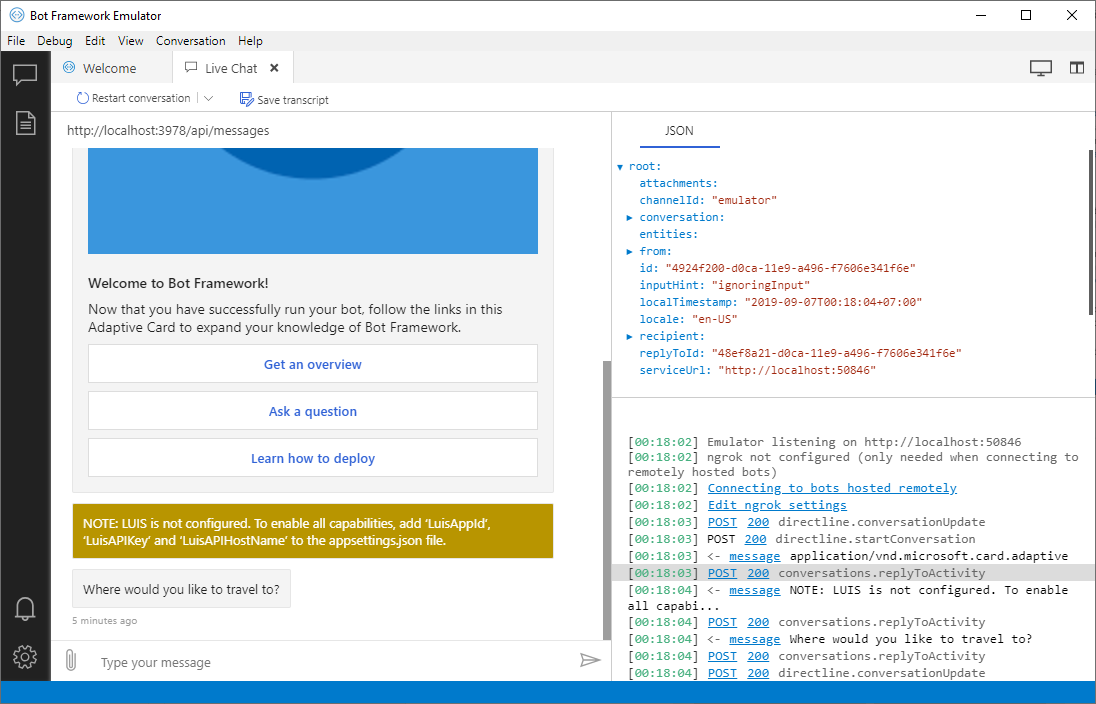 Bot Framework Emulator
File Debug Edit View Conversation Help
Welcome
Live Chat
Restart conversation
Save transcript
http://localhost:3978/api/messages
Welcome to Bot Framework!
Now that you have successfully run your bot, follow the links in this
Adaptive Card to expand your knowledge of Bot Framework.
Get an overview
Ask a question
Learn how to deploy
NOTE: LUIS is not configured. To enable all capabilities, add ‘LuisAppId’,
‘LuisAPIKey’ and ‘LuisAPIHostName’ to the appsettings.json file.
Where would you like to travel to?
5 minutes ago
Type your message
JSON
root:
attachments:
channelId: "emulator"
conversation:
entities:
from:
id: "4924f200-d0ca-11e9-a496-f7606e341f6e"
inputHint: "ignoringInput"
localTimestamp: "2019-09-07T00:18:04+07:00"
locale: "en-US"
recipient:
replyToId: "48ef8a21-d0ca-11e9-a496-f7606e341f6e"
serviceUrl: "http://localhost:50846"
[00:18:02] Emulator listening on http://localhost:50846
[00:18:02] ngrok not configured (only needed when connecting to
remotely hosted bots)
[00:18:02] Connecting to bots hosted remotely
[00:18:02] Edit ngrok settings
[00:18:03] POST 200 directline.conversationUpdate
[00:18:03] POST 200 directline.startConversation
[00:18:03] <- message application/vnd.microsoft.card.adaptive
[00:18:03] POST 200 conversations.replyToActivity
[00:18:04] <- message NOTE: LUIS is not configured. To enable
all capabi...
[00:18:04] POST 200 conversations.replyToActivity
[00:18:04] <- message Where would you like to travel to?
[00:18:04] POST 200 conversations.replyToActivity
[00:18:04] POST 200 directline.conversationUpdate